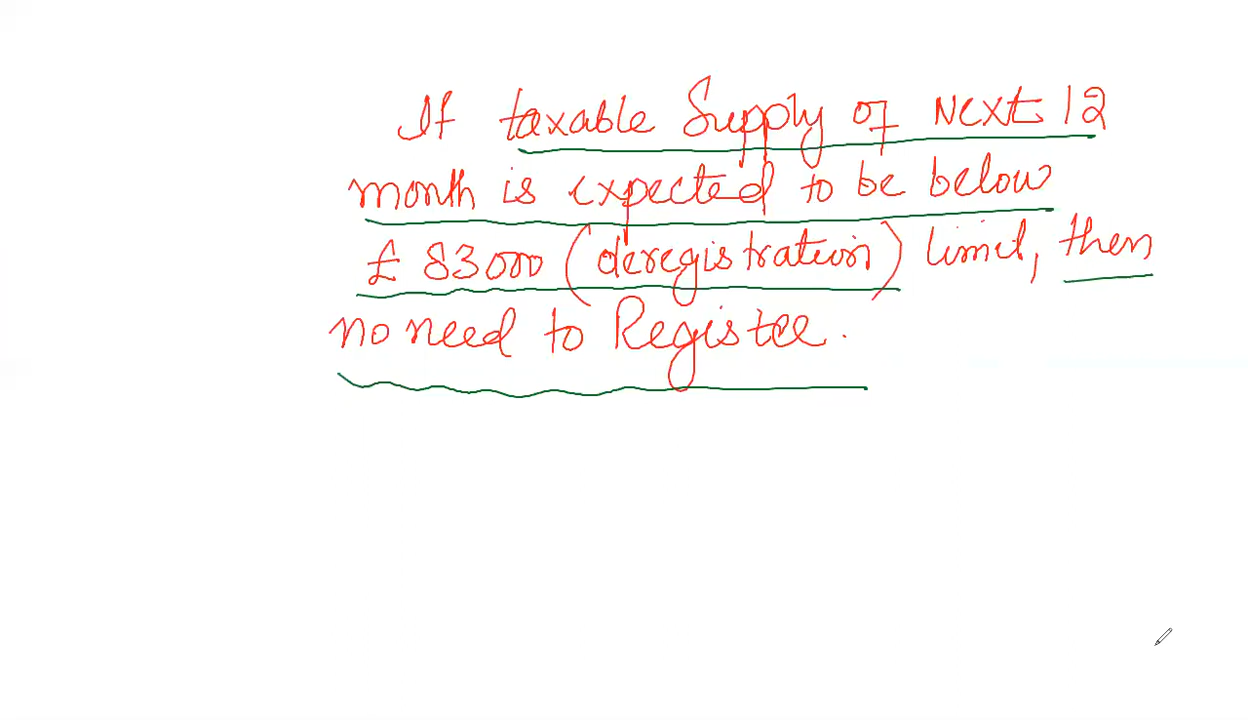 If taxable Supply of Next 12
month is expected to be below
£ 83000 (deregistration) limit, then
no need to Register.